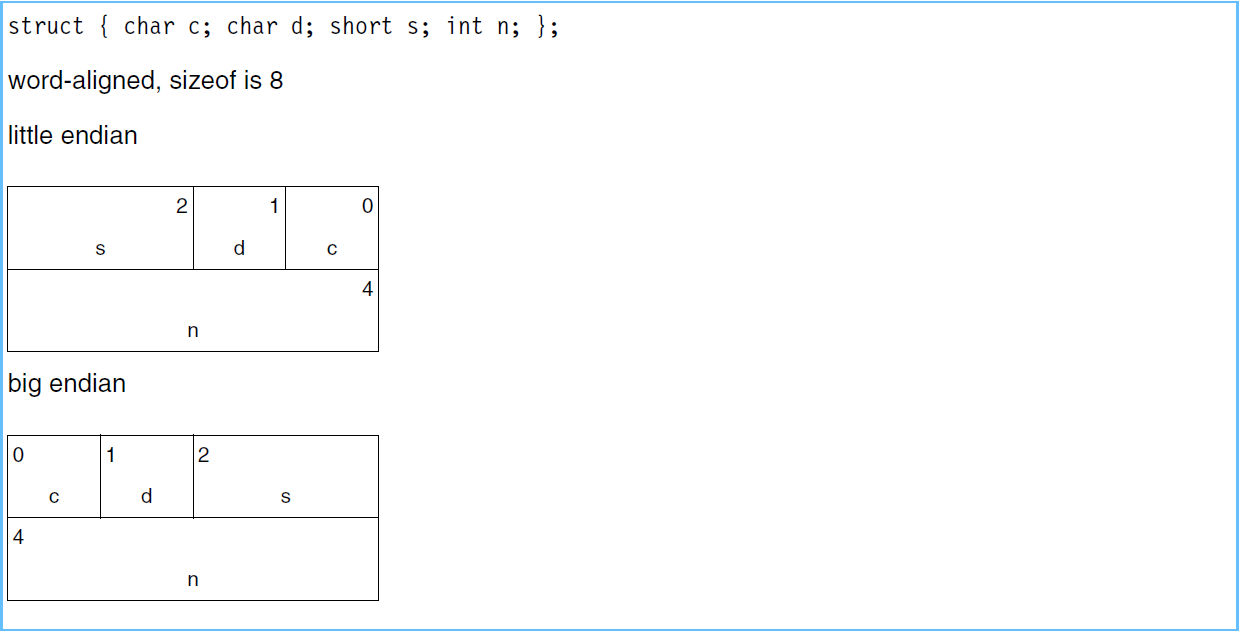 struct { char c; char d; short s; int n; };
word-aligned, sizeof is 8
little endian
2 1 0
s d c
4
n
big endian
0 1 2
c d s
4
n